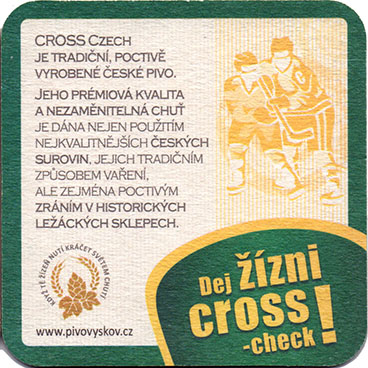 CROSS CZECH
JE TRADIČNÍ, POCTIVĚ
VYROBENÉ ČESKÉ PIVO.
JEHO PRÉMIOVÁ KVALITA
A NEZAMĚNITELNÁ CHUŤ
JE DÁNA NEJEN POUŽITÍM
NEJKVALITNĚJŠÍCH ČESKÝCH
SUROVIN, JEJICH TRADIČNÍM
ZPŮSOBEM VAŘENÍ,
ALE ZEJMÉNA POCTIVÝM
ZRÁNÍM V HISTORICKÝCH
LEŽÁCKÝCH SKLEPECH.
KDYŽ TĚ ŽÍZEŇ NUTÍ KRÁČET SVĚTEM CHUTÍ
www.pivovyskov.cz
Dej žízni
cross
-check!